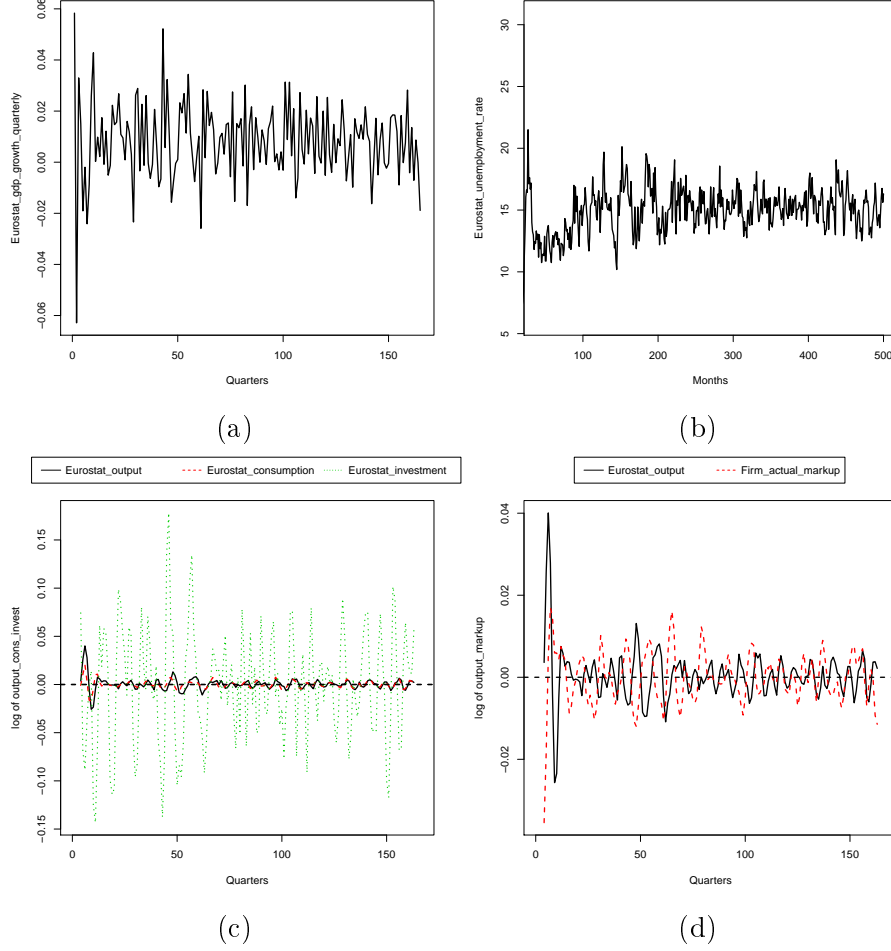 Eurostat_gdp_growth_quarterly
0.06
0.04
0.02
0.00
−0.02
−0.04
−0.06
0
50
100
150
Quarters
(a)
Eurostat_unemployment_rate
30
25
20
15
10
5
100
200
300
400
500
Months
(b)
Eurostat_output
Eurostat_consumption
Eurostat_investment
log of output_cons_invest
0.15
0.10
0.05
0.00
−0.05
−0.10
−0.15
0
50
100
150
Quarters
(c)
Eurostat_output
Firm_actual_markup
log of output_markup
0.04
0.02
0.00
−0.02
0
50
100
150
Quarters
(d)